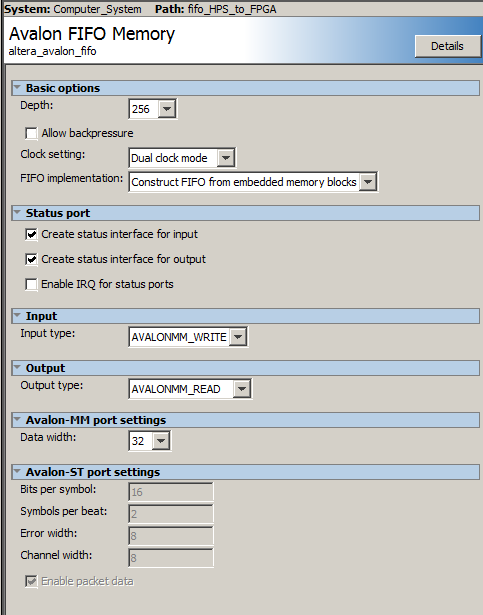 System: Computer_System Path: fifo_HPS_to_FPGA
Avalon FIFO Memory
altera_avalon_fifo
Details
Basic options
Depth: 256
Allow backpressure
Clock setting: Dual clock mode
FIFO implementation: Construct FIFO from embedded memory blocks
Status port
Create status interface for input
Create status interface for output
Enable IRQ for status ports
Input
Input type: AVALONMM_WRITE
Output
Output type: AVALONMM_READ
Avalon-MM port settings
Data width: 32
Avalon-ST port settings
Bits per symbol: 16
Symbols per beat: 2
Error width: 8
Channel width: 8
Enable packet data